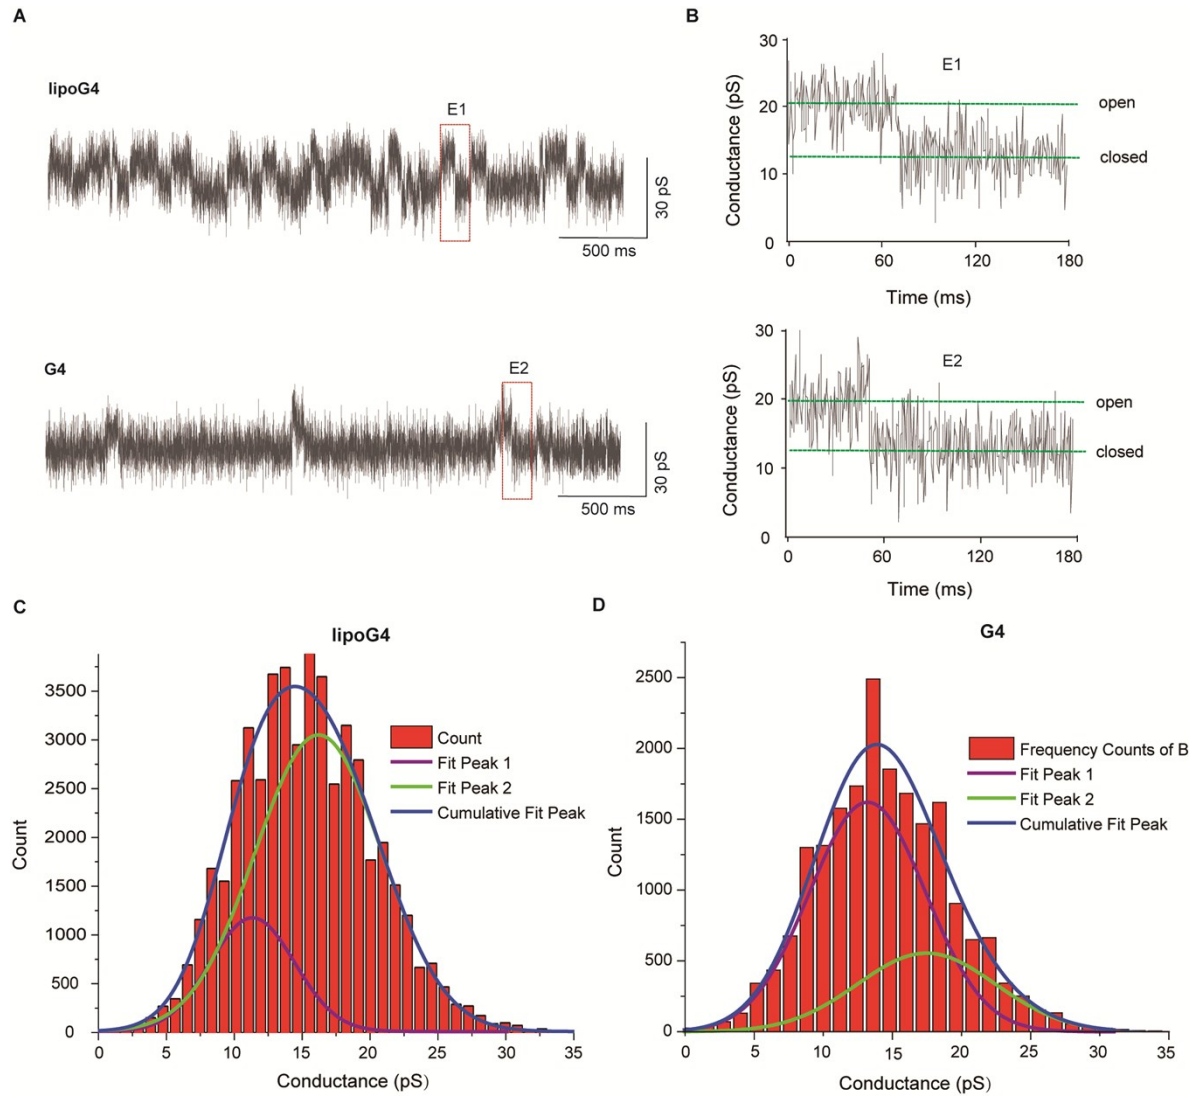 A
B
lipoG4
E1
30 pS
500 ms
30
20
10
0
Conductance (pS)
E1
open
closed
0
60
120
180
Time (ms)
G4
E2
30 pS
500 ms
30
20
10
0
Conductance (pS)
E2
open
closed
0
60
120
180
Time (ms)
C
lipoG4
3500
3000
2500
2000
1500
1000
500
0
Count
Count
Fit Peak 1
Fit Peak 2
Cumulative Fit Peak
0
5
10
15
20
25
30
35
Conductance (pS)
D
G4
2500
2000
1500
1000
500
0
Count
Frequency Counts of B
Fit Peak 1
Fit Peak 2
Cumulative Fit Peak
0
5
10
15
20
25
30
35
Conductance (pS)